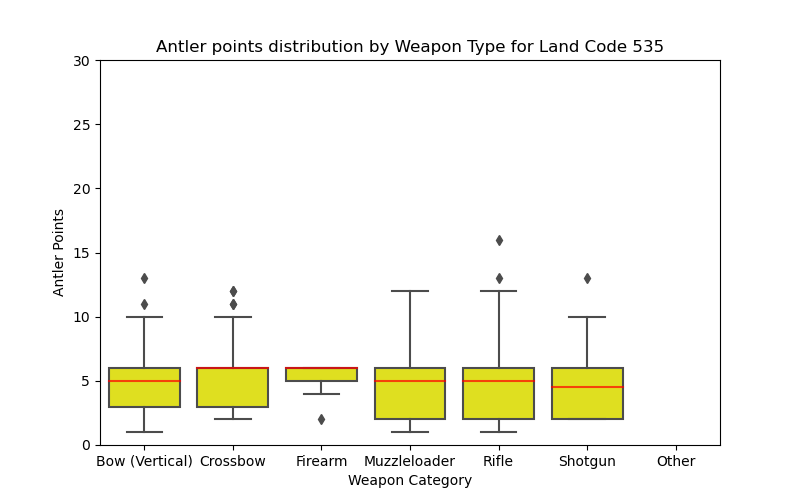 Antler points distribution by Weapon Type for Land Code 535
30
25
20
15
10
5
0
Antler Points
Bow (Vertical) Crossbow Firearm Muzzleloader Rifle Shotgun Other
Weapon Category